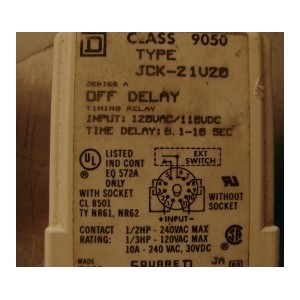 CLASS 9050
TYPE
JCK-21V20
SERIES A
OFF DELAY
TIMING RELAY
INPUT: 120VAC/110VDC
TIME DELAY: 0.1-10 SEC
LISTED
IND CONT
EQ 572A
ONLY
WITH SOCKET
CL 8501
TY NR61, NR62
EXT
SWITCH
INPUT
WITHOUT
SOCKET
CONTACT
RATING:
1/2HP - 240VAC MAX
1/3HP - 120VAC MAX
10A - 240 VAC, 30VDC
MADE
SQUARE D